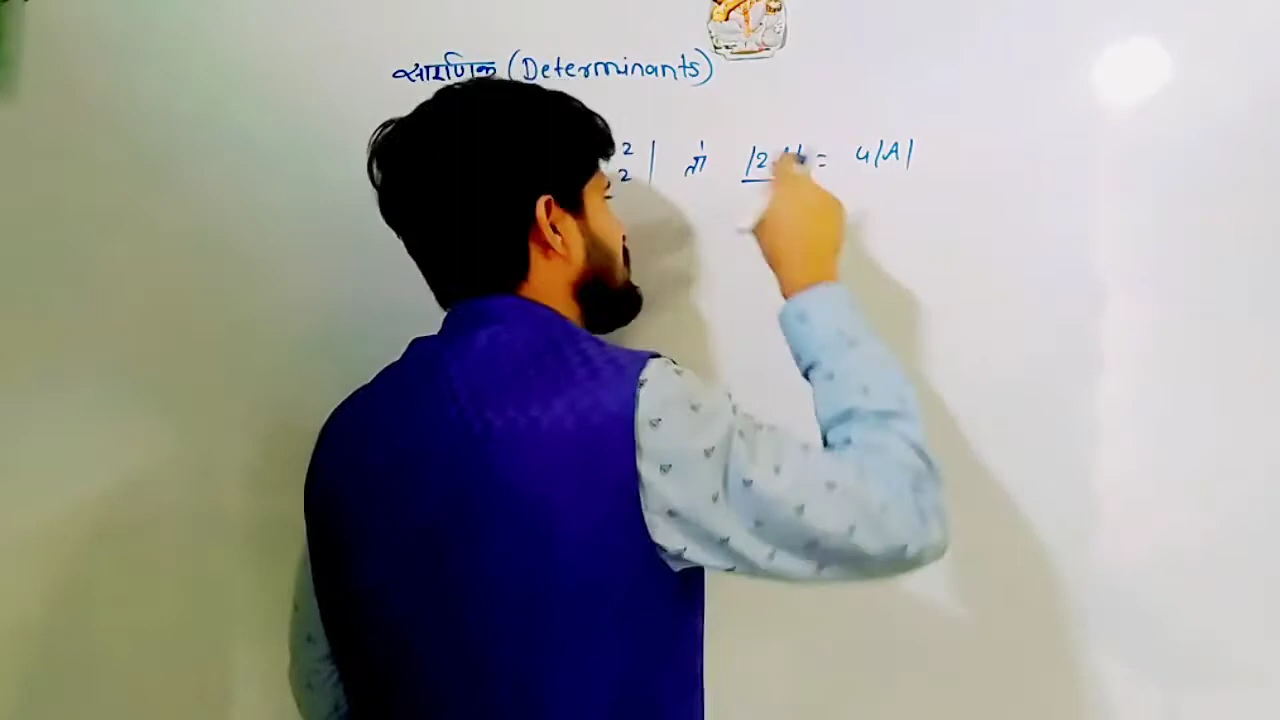 सारणिक (Determinants)
2 | तो |2A| = 4|A|
2